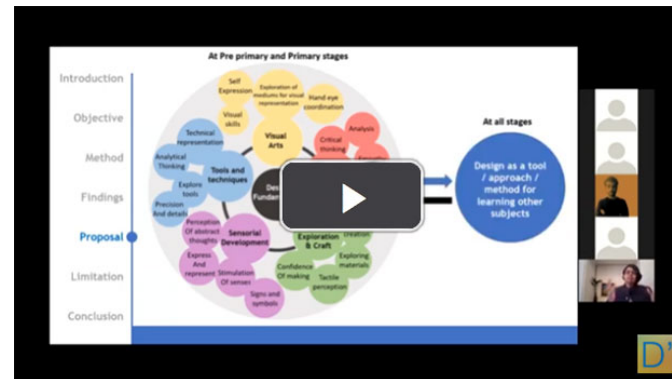 At Pre primary and Primary stages
Introduction
Objective
Method
Findings
Proposal
Limitation
Conclusion
Self
Expression
Exploration of
mediums for visual
representation
Hand eye
coordination
Visual
skills
Visual
Arts
Technical
representation
Analytical
Thinking
Explore
tools
Precision
And details
Tools and
techniques
Analysis
Critical
thinking
Perception
Of abstract
thoughts
Express
And
represent
Stimulation
Of senses
Signs and
symbols
Sensorial
Development
Exploration
& Craft
Exploring
materials
Confidence
Of making
Tactile
perception
At all stages
Design as a tool
/ approach /
method for
learning other
subjects
D'